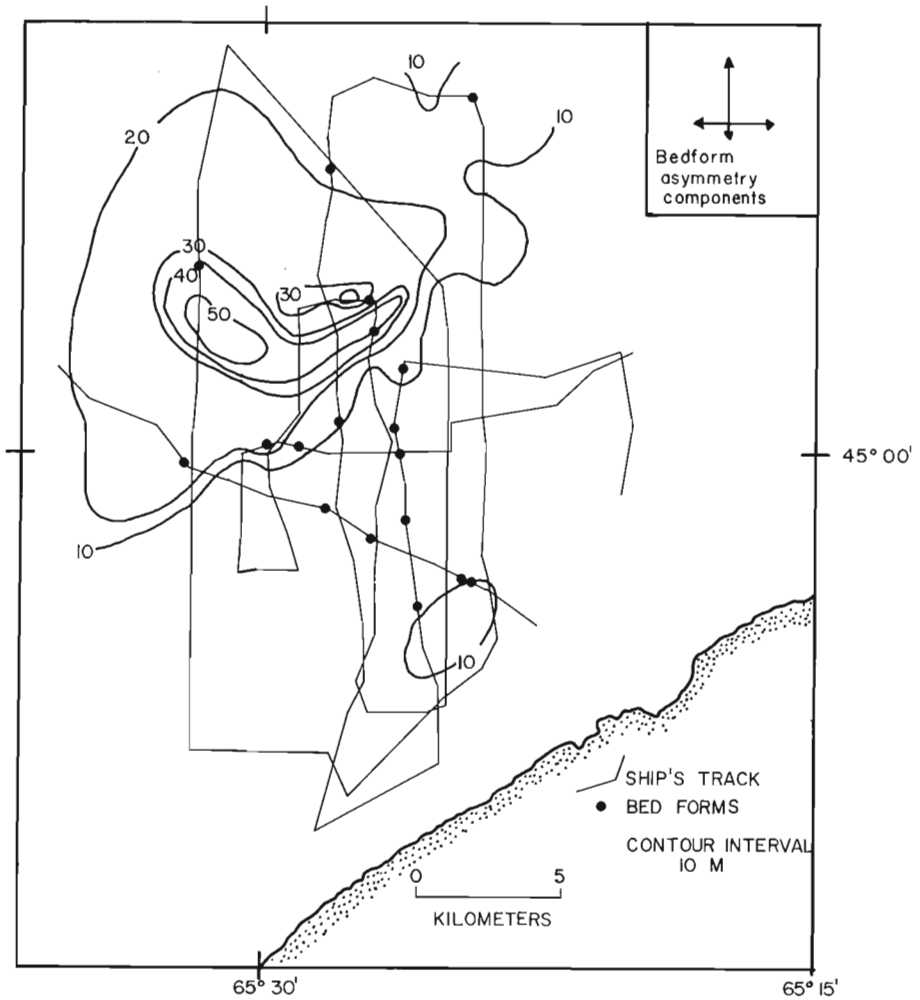 10
20
10
Bedform
asymmetry
components
30
40
30
50
45° 00'
10
10
SHIP'S TRACK
BED FORMS
CONTOUR INTERVAL
10 M
0 5
KILOMETERS
65° 30' 65° 15'